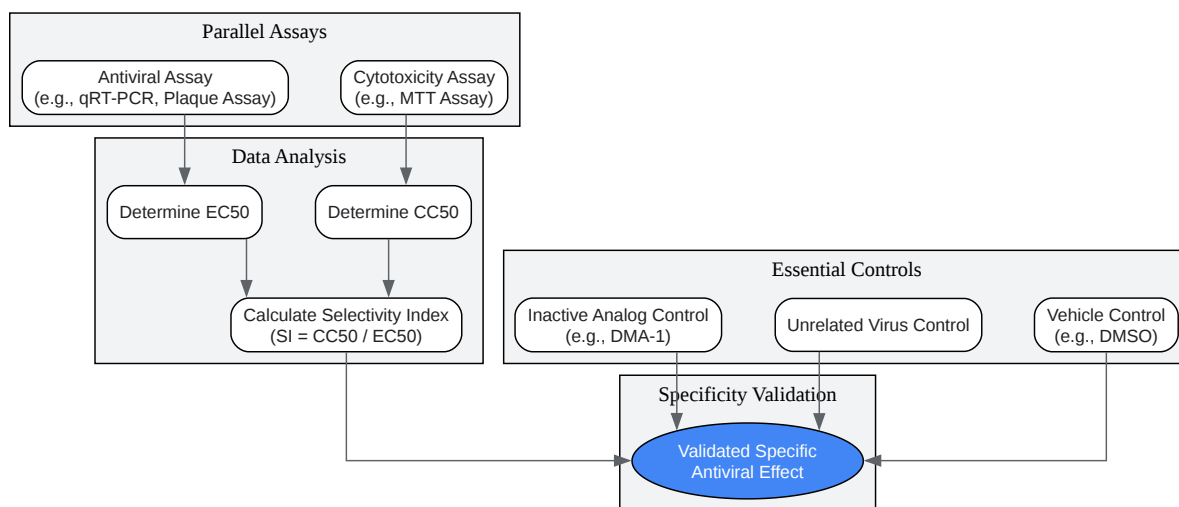 Parallel Assays
Antiviral Assay
(e.g., qRT-PCR, Plaque Assay)
Cytotoxicity Assay
(e.g., MTT Assay)
Data Analysis
Determine EC50
Determine CC50
Calculate Selectivity Index
(SI = CC50 / EC50)
Essential Controls
Inactive Analog Control
(e.g., DMA-1)
Unrelated Virus Control
Vehicle Control
(e.g., DMSO)
Specificity Validation
Validated Specific
Antiviral Effect